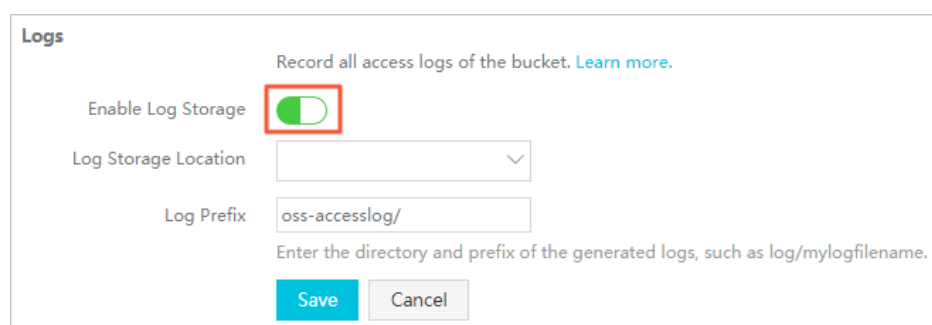 Logs
Record all access logs of the bucket. Learn more.
Enable Log Storage
Log Storage Location
Log Prefix oss-accesslog/
Enter the directory and prefix of the generated logs, such as log/mylogfilename.
Save Cancel